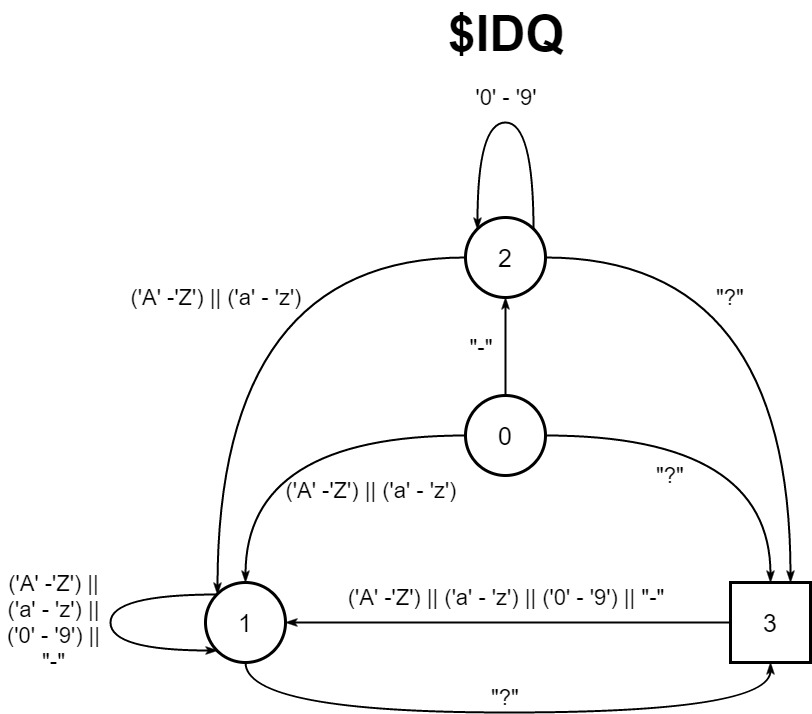 $IDQ
'0' - '9'
2
('A' -'Z') || ('a' - 'z')
"?"
"-"
0
('A' -'Z') || ('a' - 'z')
"?"
('A' -'Z') ||
('a' - 'z') ||
('0' - '9') ||
"-"
1
('A' -'Z') || ('a' - 'z') || ('0' - '9') || "-"
3
"?"